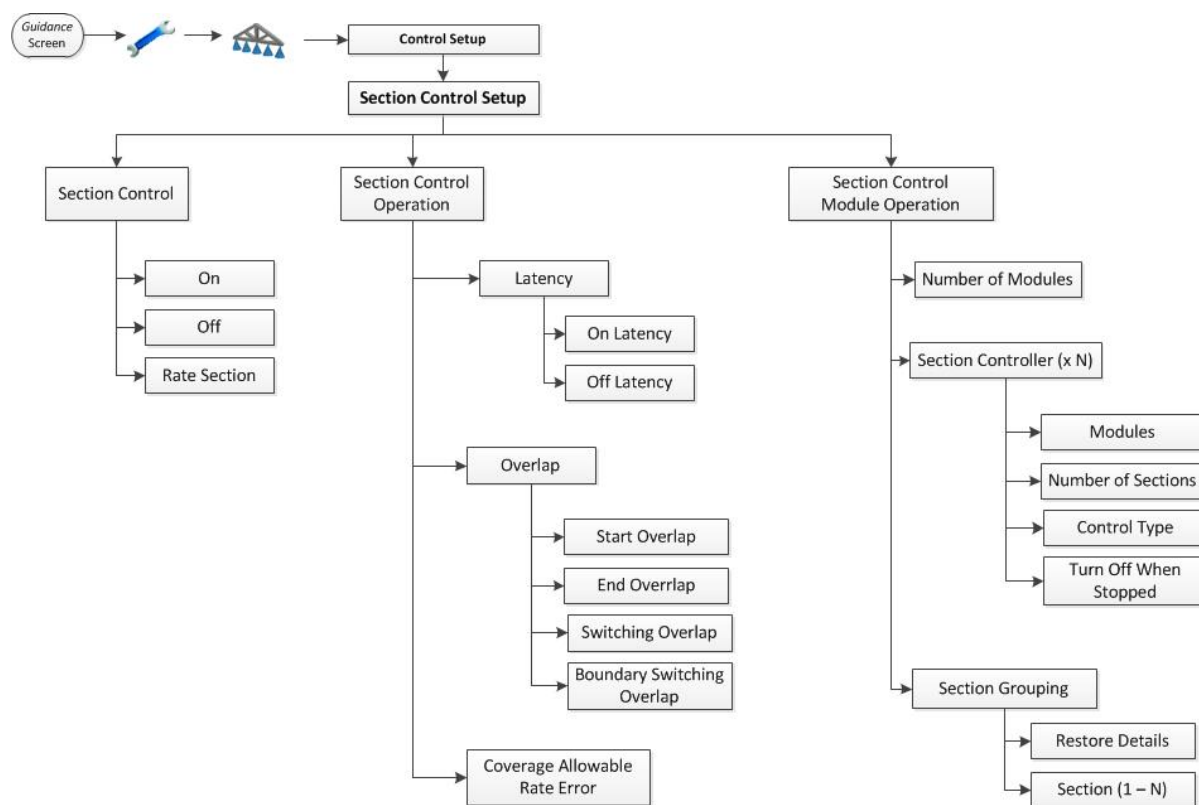 Guidance
Screen
Control Setup
Section Control Setup
Section Control
On
Off
Rate Section
Section Control
Operation
Latency
On Latency
Off Latency
Overlap
Start Overlap
End Overrlap
Switching Overlap
Boundary Switching
Overlap
Coverage Allowable
Rate Error
Section Control
Module Operation
Number of Modules
Section Controller (x N)
Modules
Number of Sections
Control Type
Turn Off When
Stopped
Section Grouping
Restore Details
Section (1 – N)